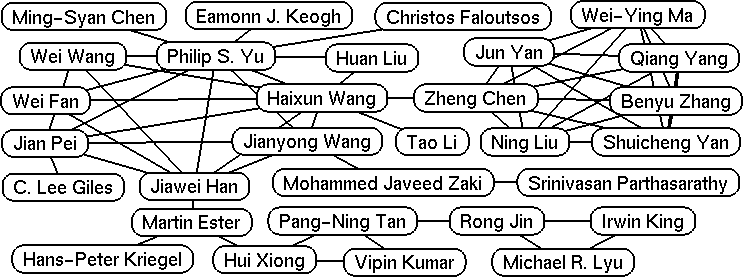 Ming-Syan Chen
Eamonn J. Keogh
Christos Faloutsos
Wei-Ying Ma
Wei Wang
Philip S. Yu
Huan Liu
Jun Yan
Qiang Yang
Wei Fan
Haixun Wang
Zheng Chen
Benyu Zhang
Jian Pei
Jianyong Wang
Tao Li
Ning Liu
Shuicheng Yan
C. Lee Giles
Jiawei Han
Mohammed Javeed Zaki
Srinivasan Parthasarathy
Martin Ester
Pang-Ning Tan
Rong Jin
Irwin King
Hans-Peter Kriegel
Hui Xiong
Vipin Kumar
Michael R. Lyu